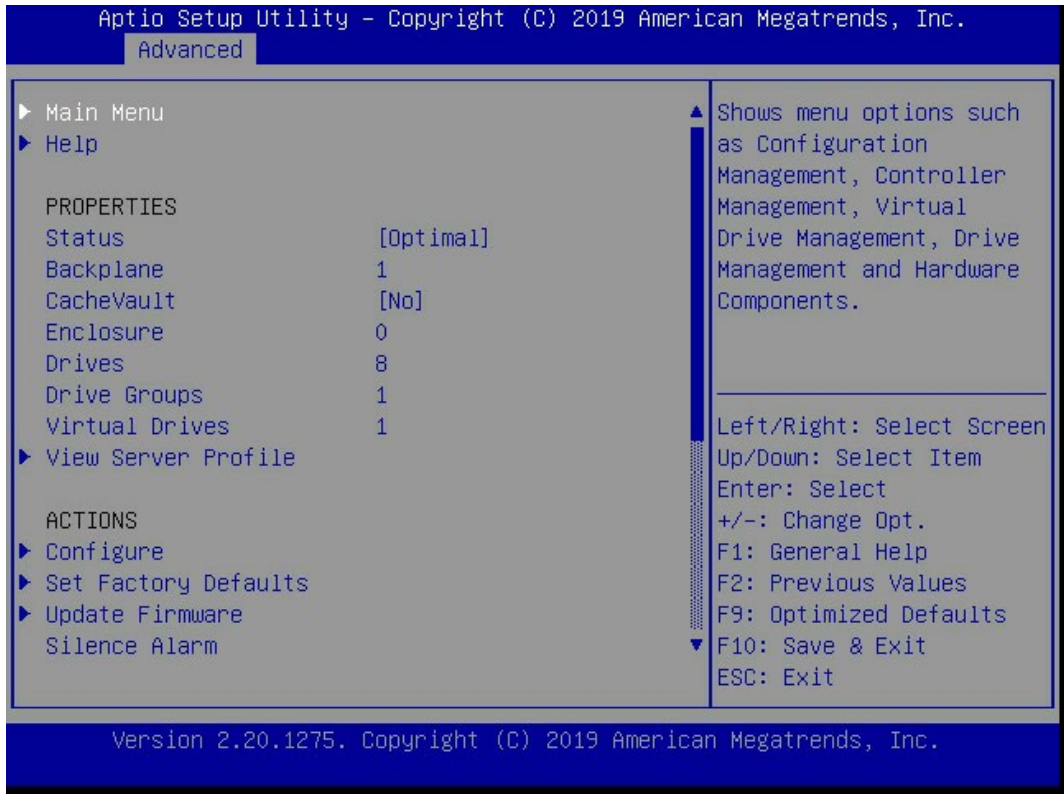 Aptio Setup Utility – Copyright (C) 2019 American Megatrends, Inc.
Advanced
Main Menu
Help
PROPERTIES
Status [Optimal]
Backplane 1
CacheVault [No]
Enclosure 0
Drives 8
Drive Groups 1
Virtual Drives 1
View Server Profile
ACTIONS
Configure
Set Factory Defaults
Update Firmware
Silence Alarm
Shows menu options such
as Configuration
Management, Controller
Management, Virtual
Drive Management, Drive
Management and Hardware
Components.
Left/Right: Select Screen
Up/Down: Select Item
Enter: Select
+/-: Change Opt.
F1: General Help
F2: Previous Values
F9: Optimized Defaults
F10: Save & Exit
ESC: Exit
Version 2.20.1275. Copyright (C) 2019 American Megatrends, Inc.